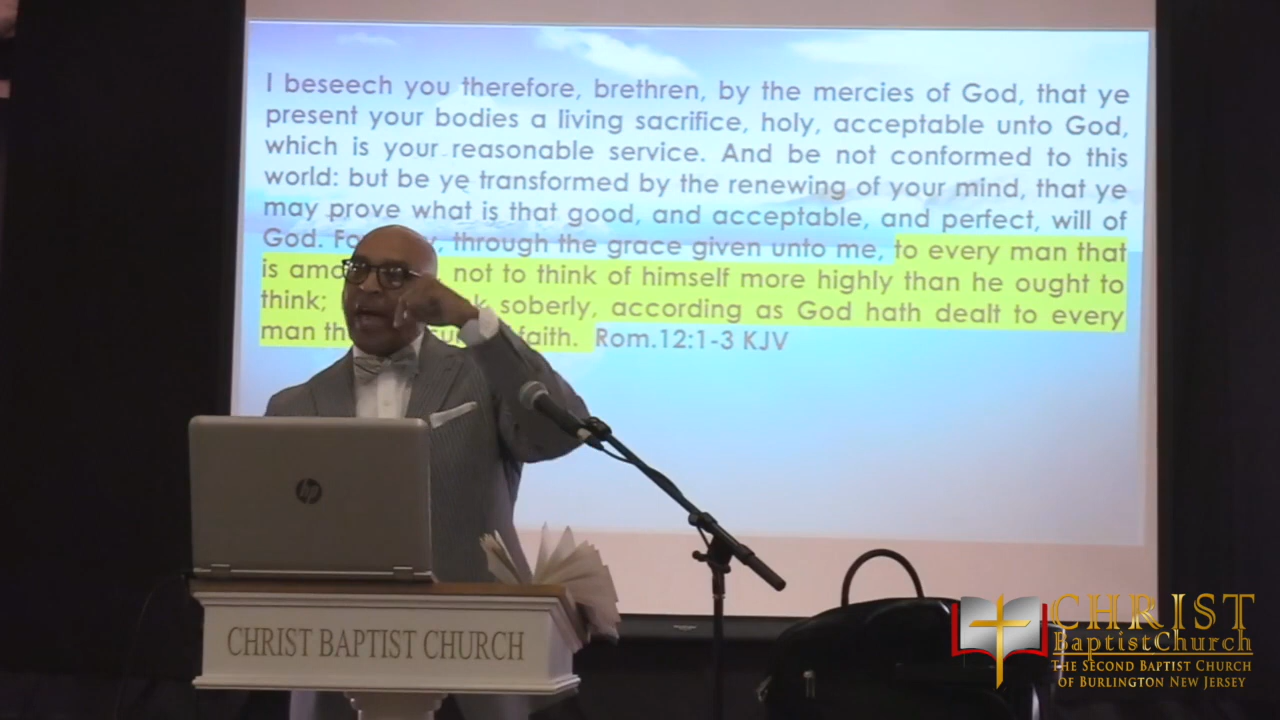 I beseech you therefore, brethren, by the mercies of God, that ye
present your bodies a living sacrifice, holy, acceptable unto God,
which is your reasonable service. And be not conformed to this
world: but be ye transformed by the renewing of your mind, that ye
may prove what is that good, and acceptable, and perfect, will of
God. through the grace given unto me, to every man that
is not to think of himself more highly than he ought to
think; soberly, according as God hath dealt to every
man faith. Rom.12:1-3 KJV
hp
CHRIST BAPTIST CHURCH
CHRIST
Baptist Church
THE SECOND BAPTIST CHURCH
OF BURLINGTON NEW JERSEY